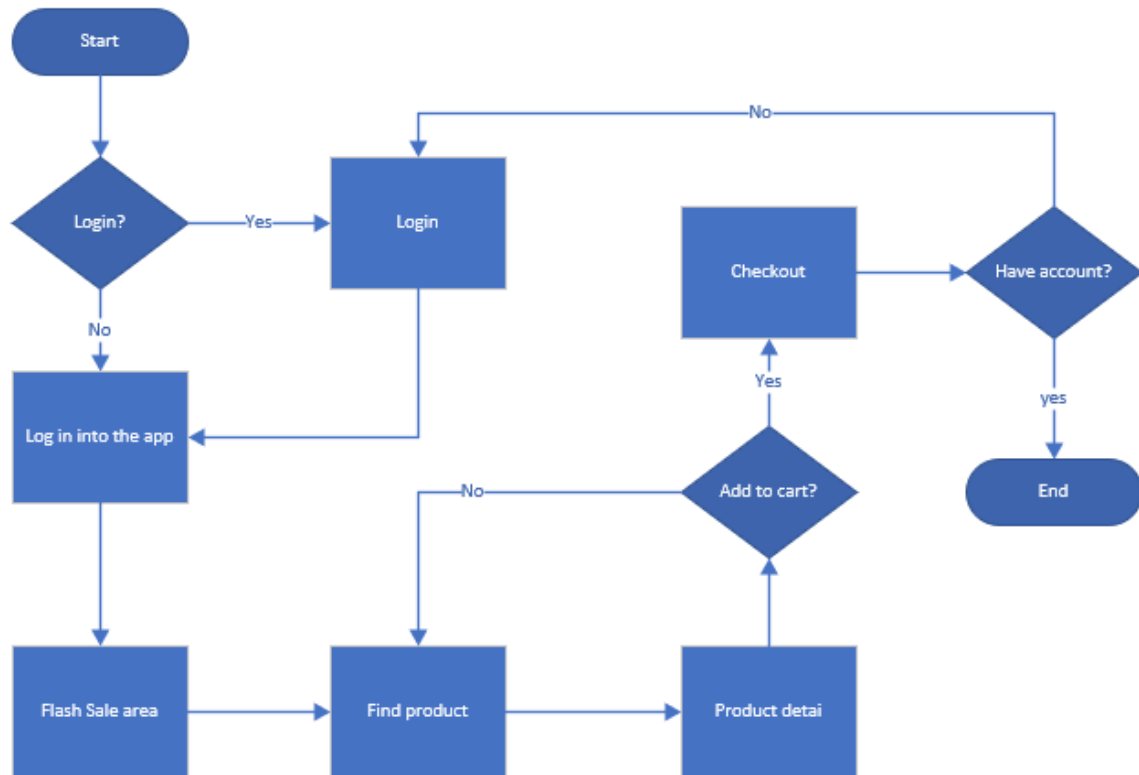 Start
No
Login?
Yes
Login
Checkout
Have account?
No
Yes
yes
Log in into the app
No
Add to cart?
End
Flash Sale area
Find product
Product detai